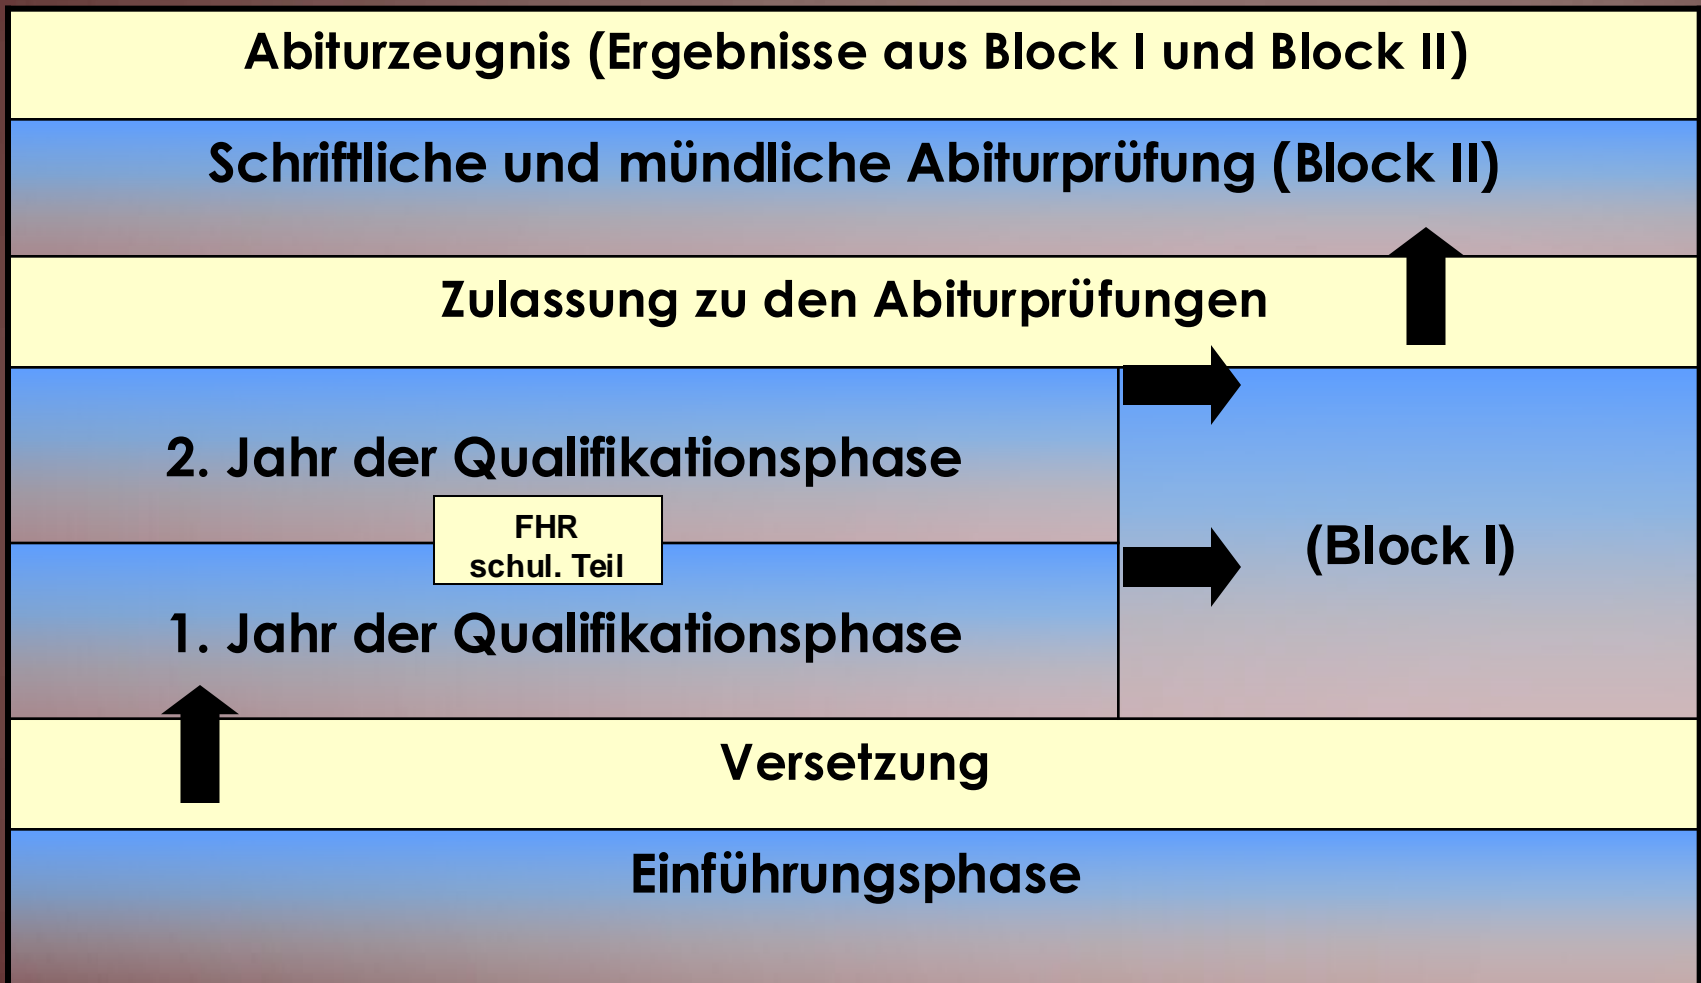 Abiturzeugnis (Ergebnisse aus Block I und Block II)
Schriftliche und mündliche Abiturprüfung (Block II)
Zulassung zu den Abiturprüfungen
2. Jahr der Qualifikationsphase
FHR
schul. Teil
(Block I)
1. Jahr der Qualifikationsphase
Versetzung
Einführungsphase